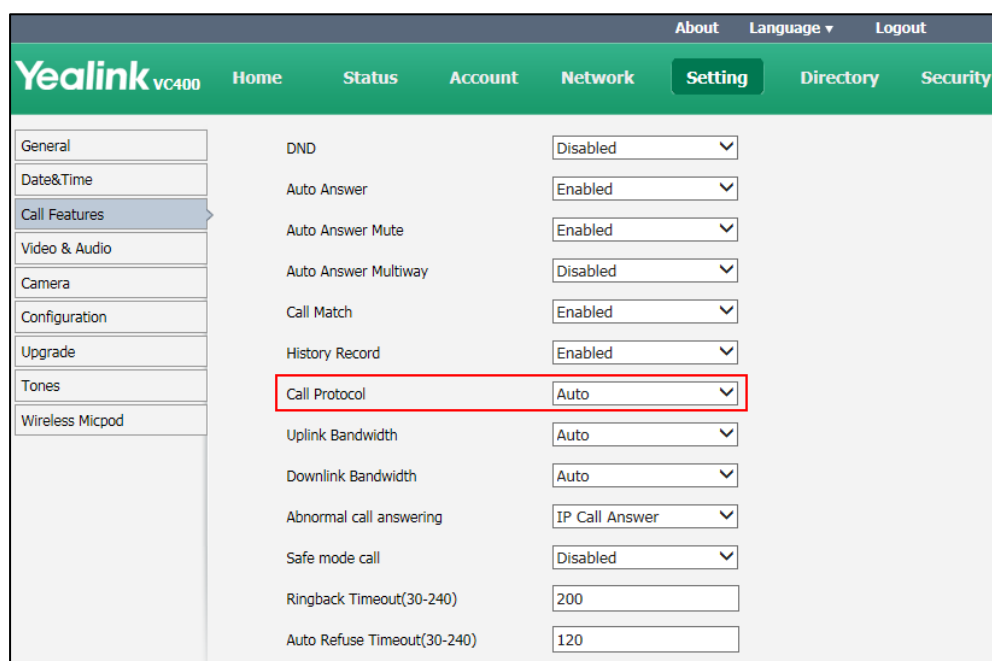 About Language ▾ Logout
Yealink VC400 Home Status Account Network Setting Directory Security
General
Date&Time
Call Features
Video & Audio
Camera
Configuration
Upgrade
Tones
Wireless Micpod
DND Disabled
Auto Answer Enabled
Auto Answer Mute Enabled
Auto Answer Multiway Disabled
Call Match Enabled
History Record Enabled
Call Protocol Auto
Uplink Bandwidth Auto
Downlink Bandwidth Auto
Abnormal call answering IP Call Answer
Safe mode call Disabled
Ringback Timeout(30-240) 200
Auto Refuse Timeout(30-240) 120